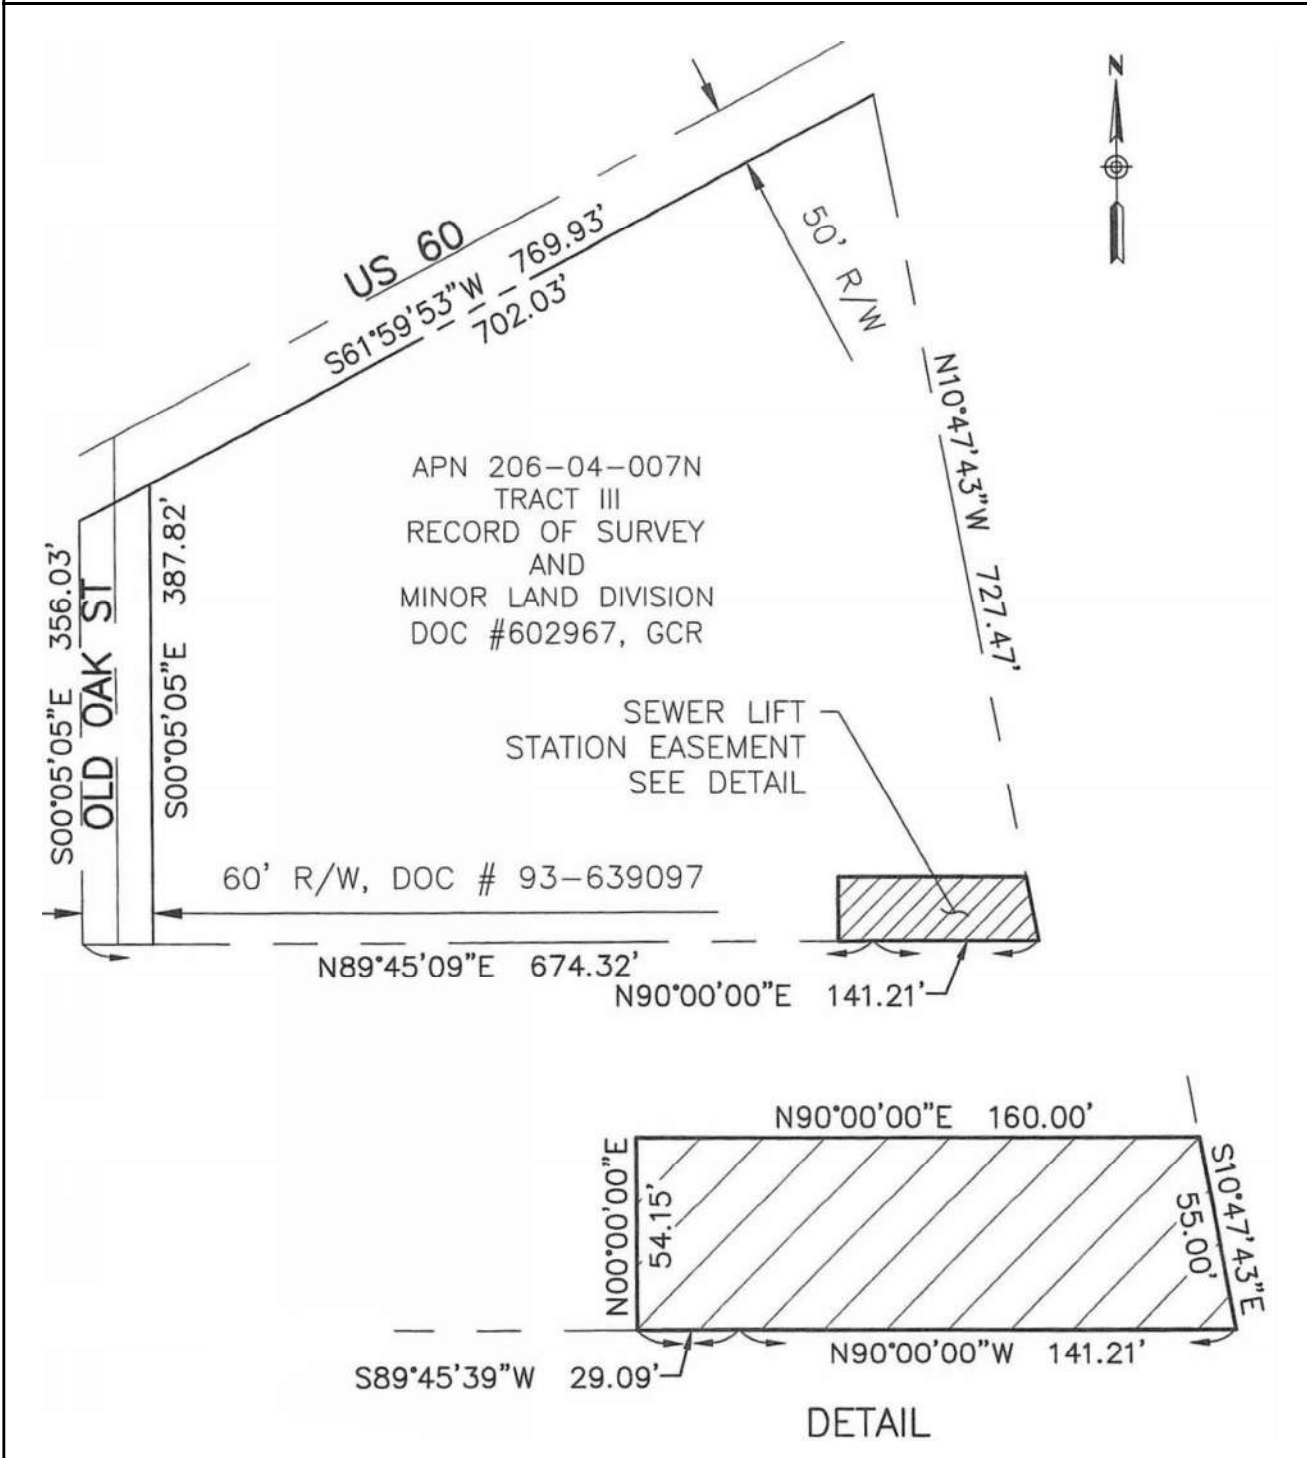 N
US 60
S61°59'53"W 769.93'
702.03'
50' R/W
N10°47'43"W 727.47'
APN 206-04-007N
TRACT III
RECORD OF SURVEY
AND
MINOR LAND DIVISION
DOC #602967, GCR
S00°05'05"E 356.03'
OLD OAK ST
S00°05'05"E 387.82'
SEWER LIFT
STATION EASEMENT
SEE DETAIL
60' R/W, DOC # 93-639097
N89°45'09"E 674.32'
N90°00'00"E 141.21'
N90°00'00"E 160.00'
N00°00'00"E
54.15'
S10°47'43"E
55.00'
N90°00'00"W 141.21'
S89°45'39"W 29.09'
DETAIL